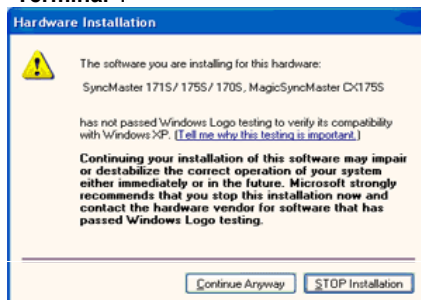 Terminal
Hardware Installation
The software you are installing for this hardware:
SyncMaster 171S/ 175S/ 170S, MagicSyncMaster CX175S
has not passed Windows Logo testing to verify its compatibility
with Windows XP. (Tell me why this testing is important.)
Continuing your installation of this software may impair
or destabilize the correct operation of your system
either immediately or in the future. Microsoft strongly
recommends that you stop this installation now and
contact the hardware vendor for software that has
passed Windows Logo testing.
Continue Anyway
STOP Installation